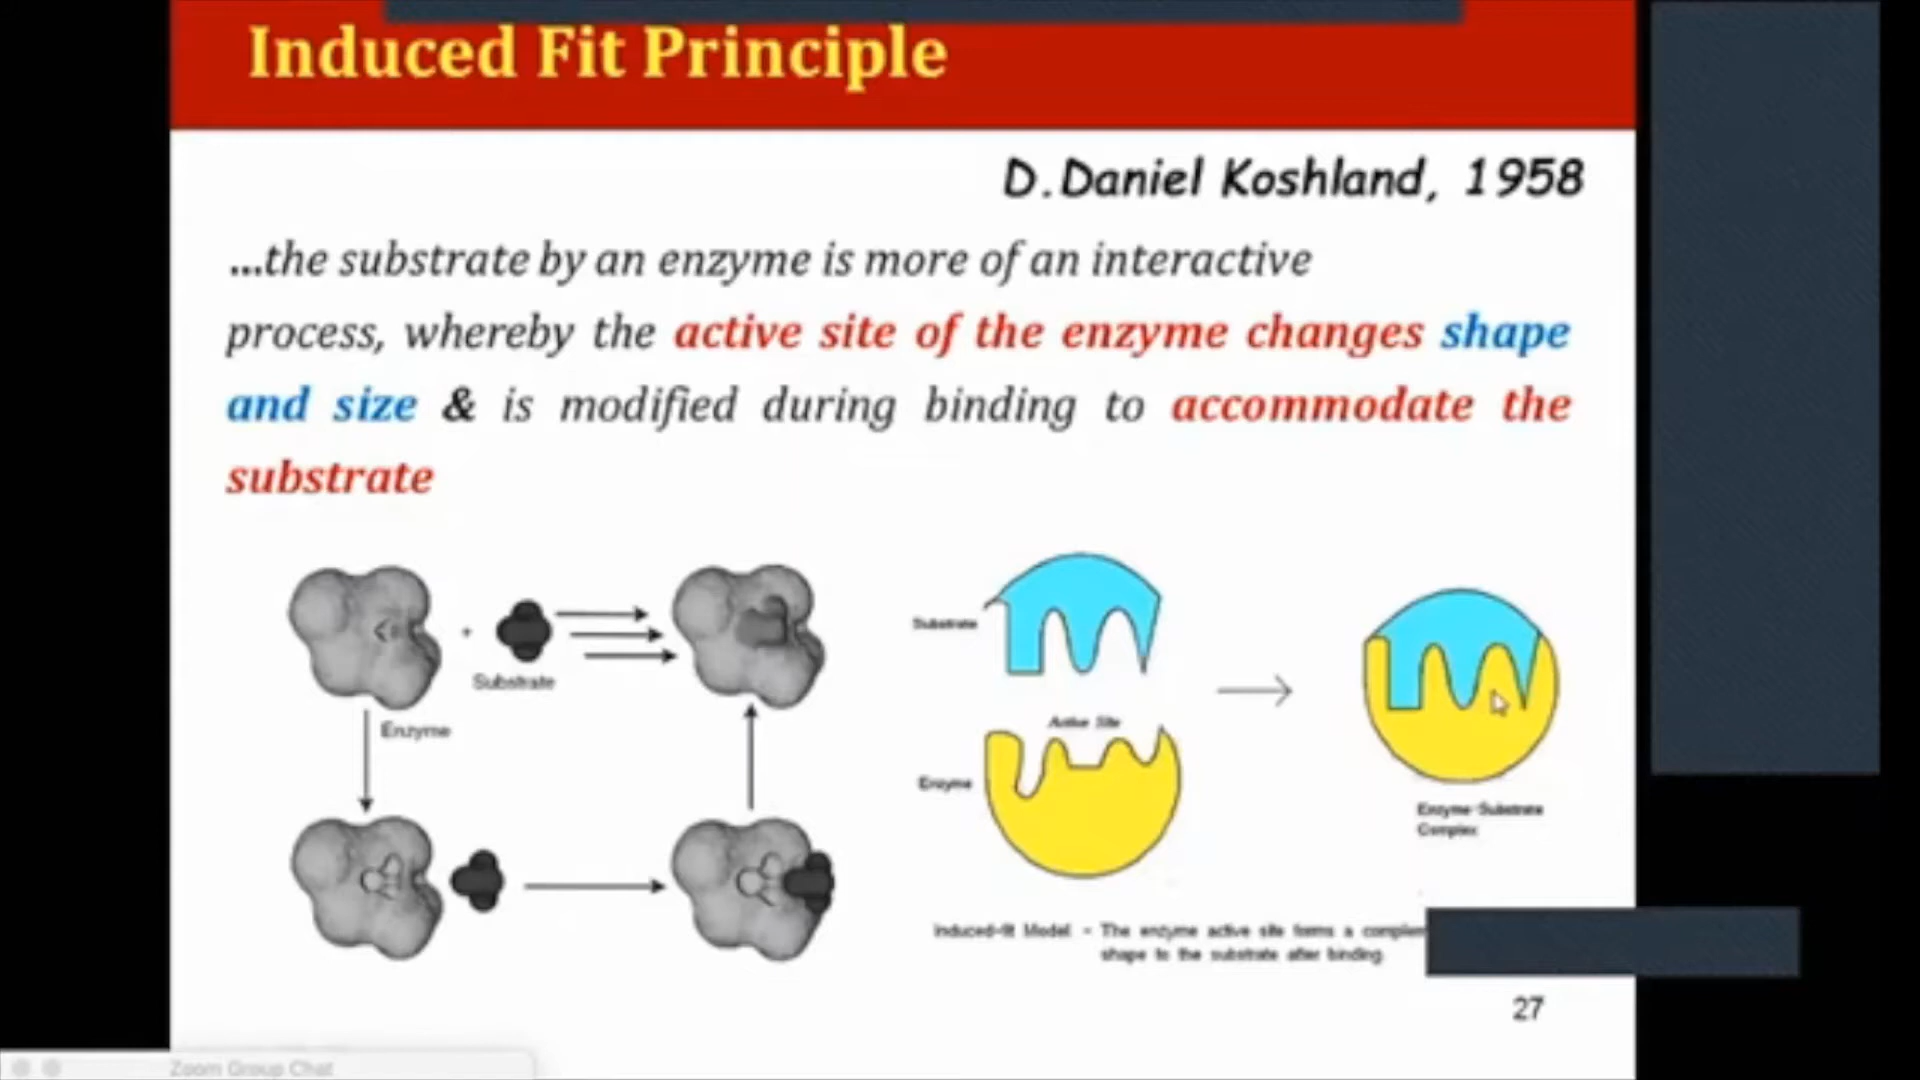 Induced Fit Principle
D.Daniel Koshland, 1958
...the substrate by an enzyme is more of an interactive
process, whereby the active site of the enzyme changes shape
and size & is modified during binding to accommodate the
substrate
+
Substrate
Enzyme
Substrate
Active Site
Enzyme
Enzyme-Substrate
Complex
Induced-fit Model - The enzyme active site forms a
shape to the substrate after binding.
27
Zoom Group Chat